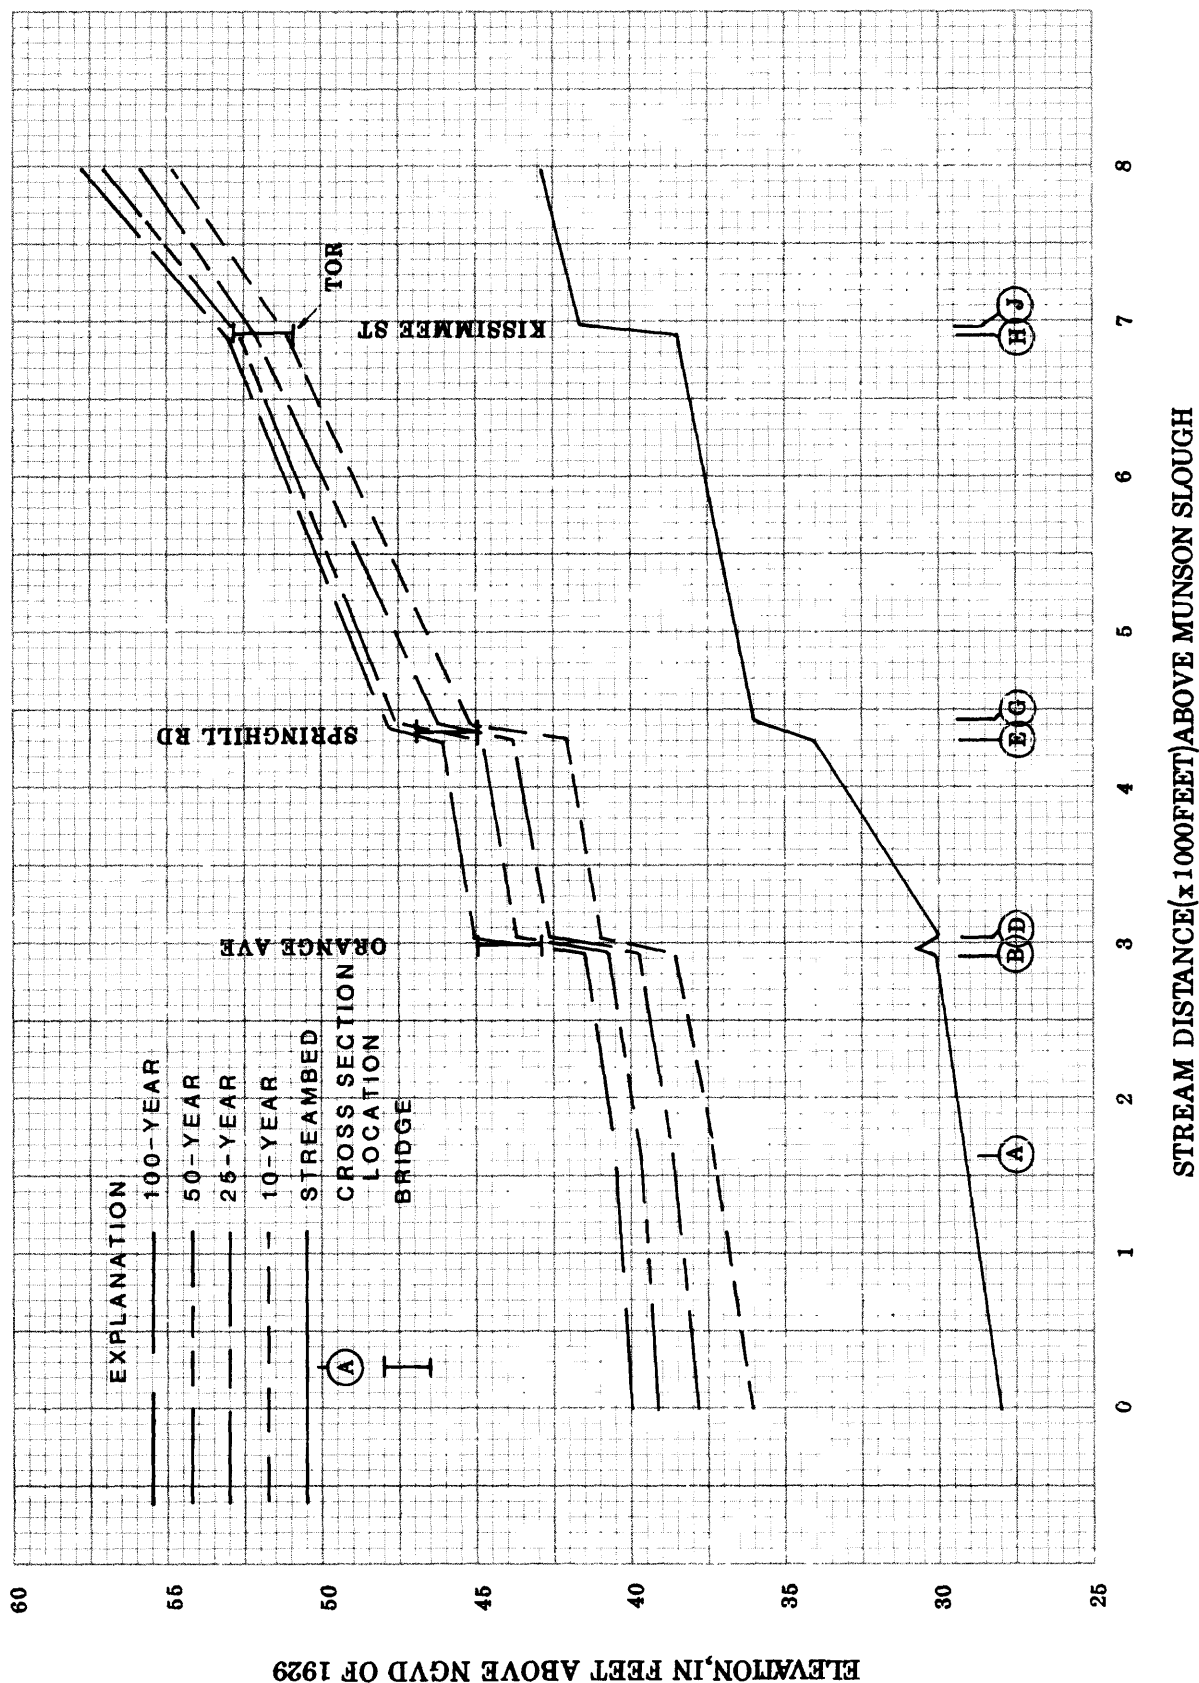 ELEVATION, IN FEET ABOVE NGVD OF 1929
60
55
50
45
40
35
30
25
EXPLANATION
100-YEAR
50-YEAR
25-YEAR
10-YEAR
STREAMBED
A
CROSS SECTION
LOCATION
BRIDGE
ORANGE AVE
SPRINGHILL RD
KISSIMMEE ST
TOR
A
B
D
E
G
H
J
0
1
2
3
4
5
6
7
8
STREAM DISTANCE(x 1000FEET)ABOVE MUNSON SLOUGH